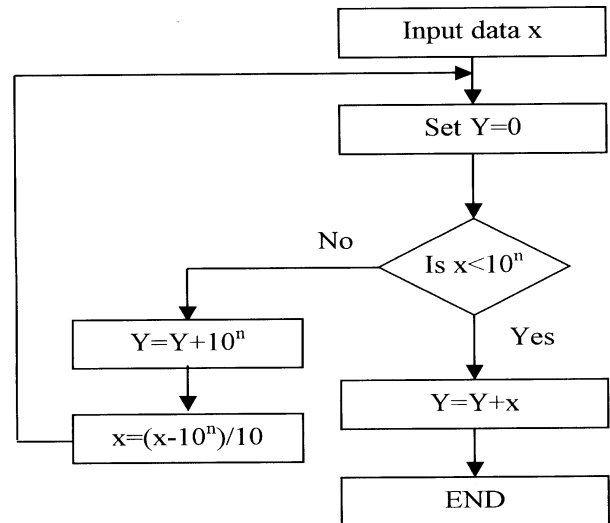 Input data x
Set Y=0
Is x<10ⁿ
No
Yes
Y=Y+10ⁿ
x=(x-10ⁿ)/10
Y=Y+x
END